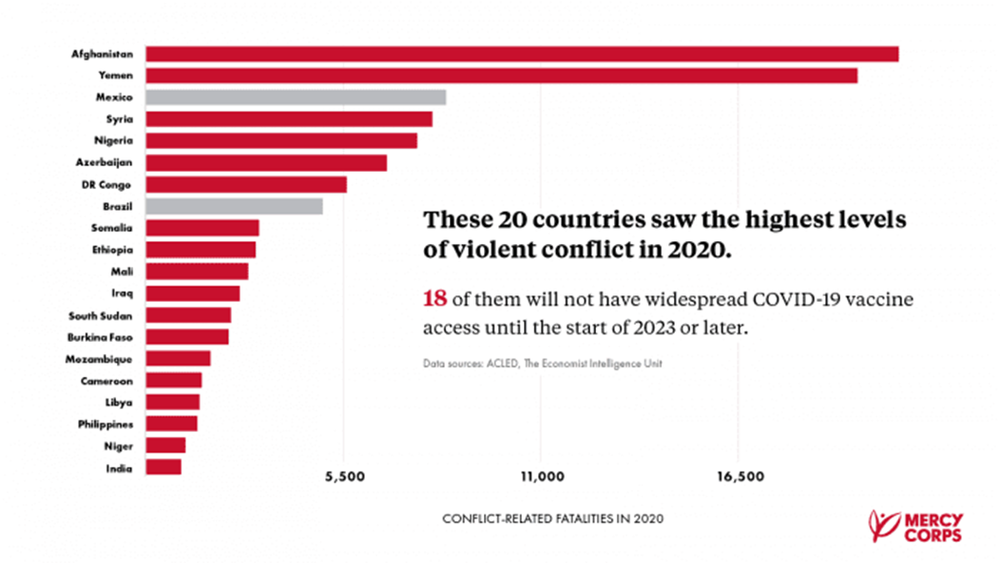 Afghanistan
Yemen
Mexico
Syria
Nigeria
Azerbaijan
DR Congo
Brazil
Somalia
Ethiopia
Mali
Iraq
South Sudan
Burkina Faso
Mozambique
Cameroon
Libya
Philippines
Niger
India
These 20 countries saw the highest levels
of violent conflict in 2020.
18 of them will not have widespread COVID-19 vaccine
access until the start of 2023 or later.
Data sources: ACLED, The Economist Intelligence Unit
5,500 11,000 16,500
CONFLICT-RELATED FATALITIES IN 2020
MERCY
CORPS